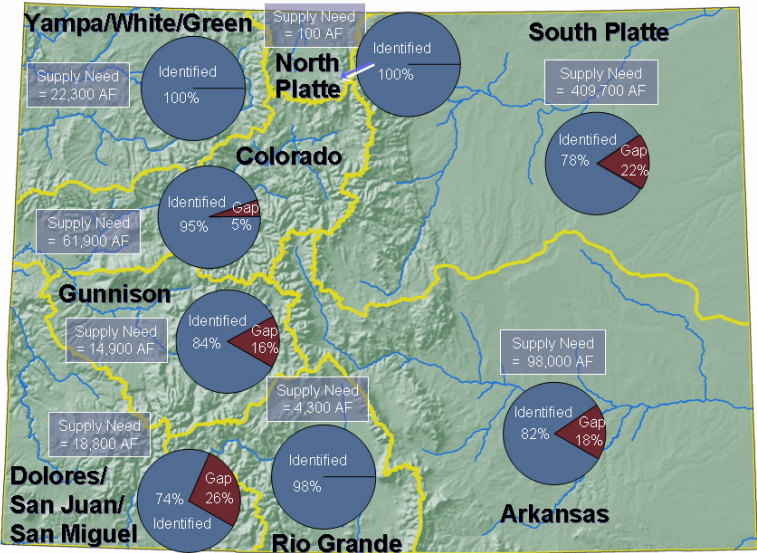 Yampa/White/Green
Supply Need
= 22,300 AF
Identified
100%
Supply Need
= 100 AF
North
Platte
Identified
100%
South Platte
Supply Need
= 409,700 AF
Identified
78%
Gap
22%
Colorado
Supply Need
= 61,900 AF
Identified
95%
Gap
5%
Gunnison
Supply Need
= 14,900 AF
Identified
84%
Gap
16%
Supply Need
= 98,000 AF
Identified
82%
Gap
18%
Arkansas
Supply Need
= 18,800 AF
Dolores/
San Juan/
San Miguel
Gap
26%
74%
Identified
Supply Need
= 4,300 AF
Identified
98%
Rio Grande